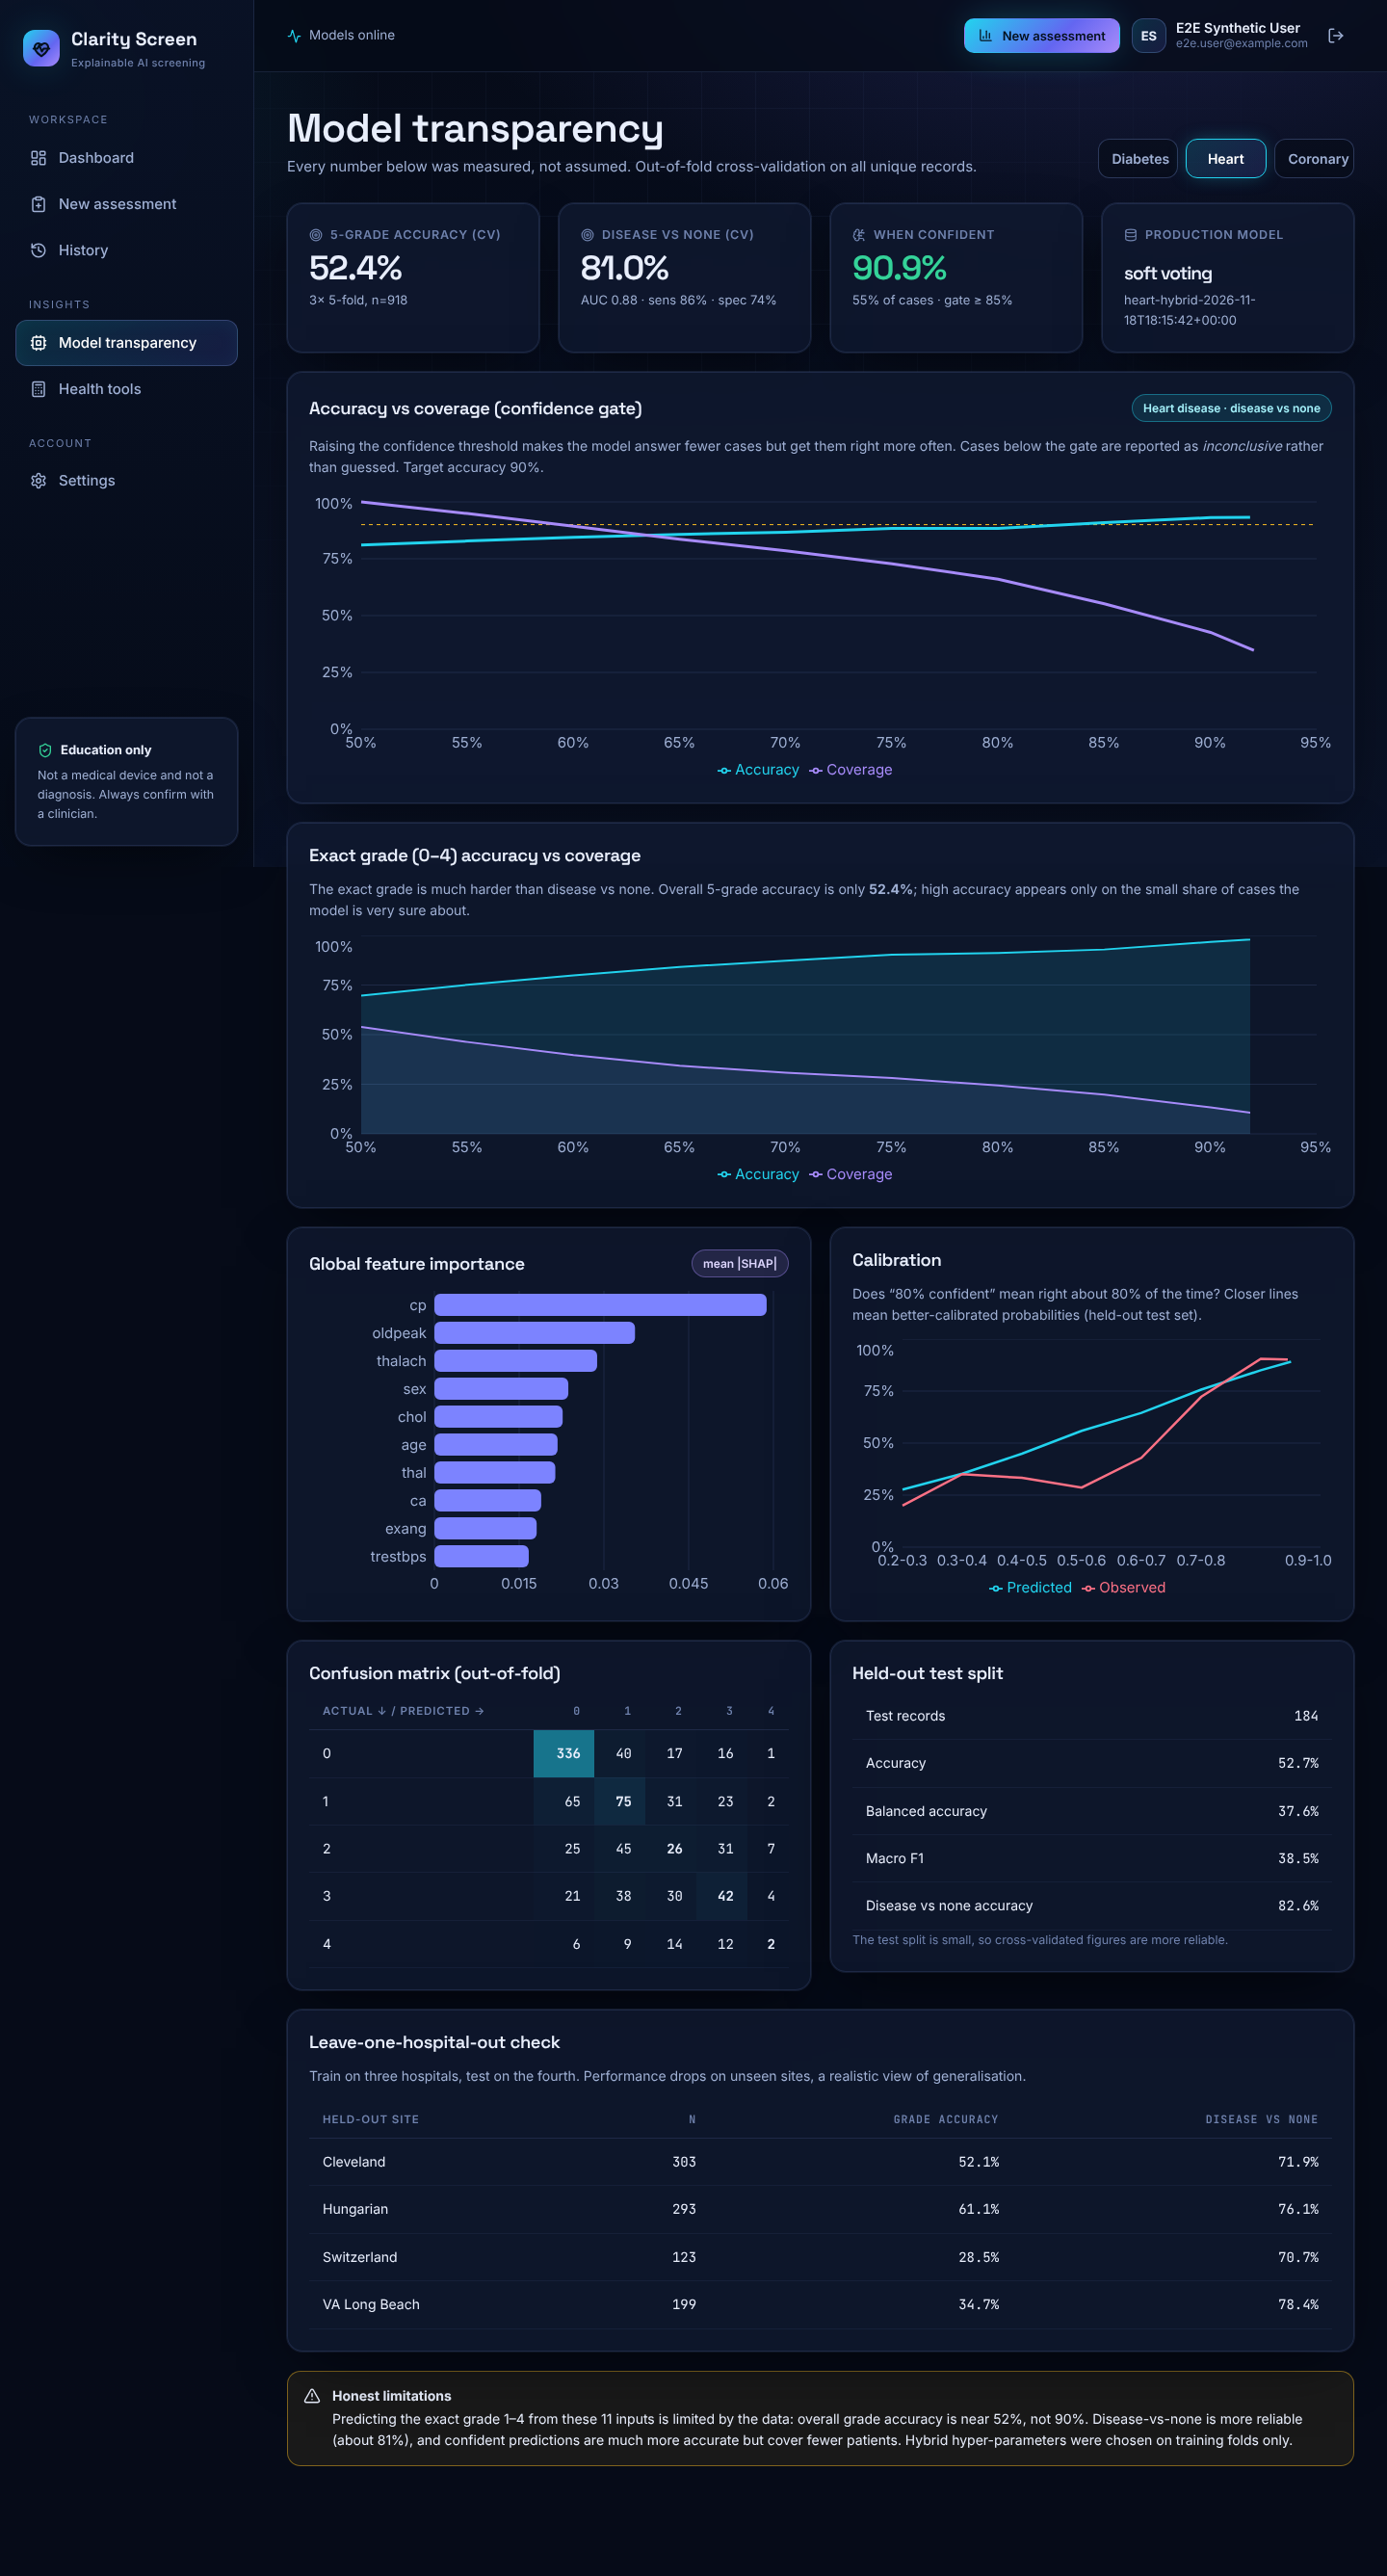 Clarity Screen
Explainable AI screening
WORKSPACE
Dashboard
New assessment
History
INSIGHTS
Model transparency
Health tools
ACCOUNT
Settings
Education only
Not a medical device and not a
diagnosis. Always confirm with
a clinician.
Models online
New assessment
ES
E2E Synthetic User
e2e.user@example.com
Model transparency
Every number below was measured, not assumed. Out-of-fold cross-validation on all unique records.
Diabetes Heart Coronary
5-GRADE ACCURACY (CV)
52.4%
3× 5-fold, n=918
DISEASE VS NONE (CV)
81.0%
AUC 0.88 · sens 86% · spec 74%
WHEN CONFIDENT
90.9%
55% of cases · gate ≥ 85%
PRODUCTION MODEL
soft voting
heart-hybrid-2026-11-
18T18:15:42+00:00
Accuracy vs coverage (confidence gate)
Heart disease · disease vs none
Raising the confidence threshold makes the model answer fewer cases but get them right more often. Cases below the gate are reported as inconclusive rather
than guessed. Target accuracy 90%.
100%
75%
50%
25%
0%
50% 55% 60% 65% 70% 75% 80% 85% 90% 95%
Accuracy Coverage
Exact grade (0–4) accuracy vs coverage
The exact grade is much harder than disease vs none. Overall 5-grade accuracy is only 52.4%; high accuracy appears only on the small share of cases the
model is very sure about.
100%
75%
50%
25%
0%
50% 55% 60% 65% 70% 75% 80% 85% 90% 95%
Accuracy Coverage
Global feature importance
mean |SHAP|
cp
oldpeak
thalach
sex
chol
age
thal
ca
exang
trestbps
0 0.015 0.03 0.045 0.06
Calibration
Does “80% confident” mean right about 80% of the time? Closer lines
mean better-calibrated probabilities (held-out test set).
100%
75%
50%
25%
0%
0.2-0.3 0.3-0.4 0.4-0.5 0.5-0.6 0.6-0.7 0.7-0.8 0.9-1.0
Predicted Observed
Confusion matrix (out-of-fold)
ACTUAL ↓ / PREDICTED → 0 1 2 3 4
0 336 40 17 16 1
1 65 75 31 23 2
2 25 45 26 31 7
3 21 38 30 42 4
4 6 9 14 12 2
Held-out test split
Test records 184
Accuracy 52.7%
Balanced accuracy 37.6%
Macro F1 38.5%
Disease vs none accuracy 82.6%
The test split is small, so cross-validated figures are more reliable.
Leave-one-hospital-out check
Train on three hospitals, test on the fourth. Performance drops on unseen sites, a realistic view of generalisation.
HELD-OUT SITE N GRADE ACCURACY DISEASE VS NONE
Cleveland 303 52.1% 71.9%
Hungarian 293 61.1% 76.1%
Switzerland 123 28.5% 70.7%
VA Long Beach 199 34.7% 78.4%
Honest limitations
Predicting the exact grade 1–4 from these 11 inputs is limited by the data: overall grade accuracy is near 52%, not 90%. Disease-vs-none is more reliable
(about 81%), and confident predictions are much more accurate but cover fewer patients. Hybrid hyper-parameters were chosen on training folds only.